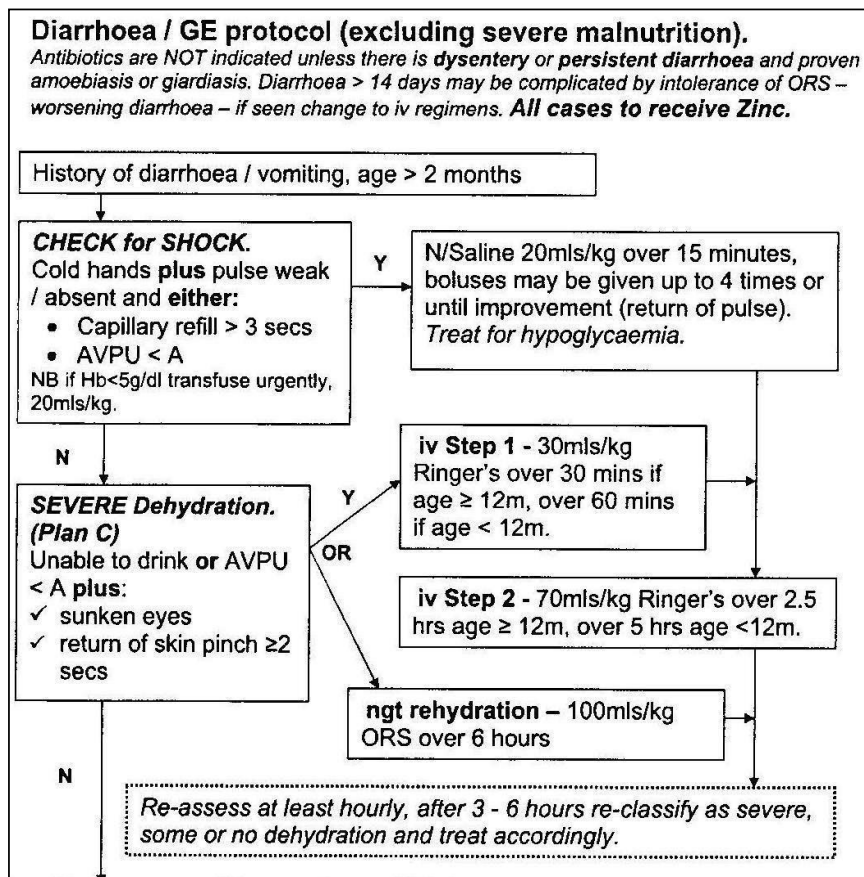 Diarrhoea / GE protocol (excluding severe malnutrition).
Antibiotics are NOT indicated unless there is dysentery or persistent diarrhoea and proven
amoebiasis or giardiasis. Diarrhoea > 14 days may be complicated by intolerance of ORS –
worsening diarrhoea – if seen change to iv regimens. All cases to receive Zinc.
History of diarrhoea / vomiting, age > 2 months
CHECK for SHOCK.
Cold hands plus pulse weak
/ absent and either:
• Capillary refill > 3 secs
• AVPU < A
NB if Hb<5g/dl transfuse urgently,
20mls/kg.
Y
N/Saline 20mls/kg over 15 minutes,
boluses may be given up to 4 times or
until improvement (return of pulse).
Treat for hypoglycaemia.
N
SEVERE Dehydration.
(Plan C)
Unable to drink or AVPU
< A plus:
✓ sunken eyes
✓ return of skin pinch ≥2
secs
Y
OR
iv Step 1 - 30mls/kg
Ringer's over 30 mins if
age ≥ 12m, over 60 mins
if age < 12m.
iv Step 2 - 70mls/kg Ringer's over 2.5
hrs age ≥ 12m, over 5 hrs age <12m.
ngt rehydration – 100mls/kg
ORS over 6 hours
N
Re-assess at least hourly, after 3 - 6 hours re-classify as severe,
some or no dehydration and treat accordingly.